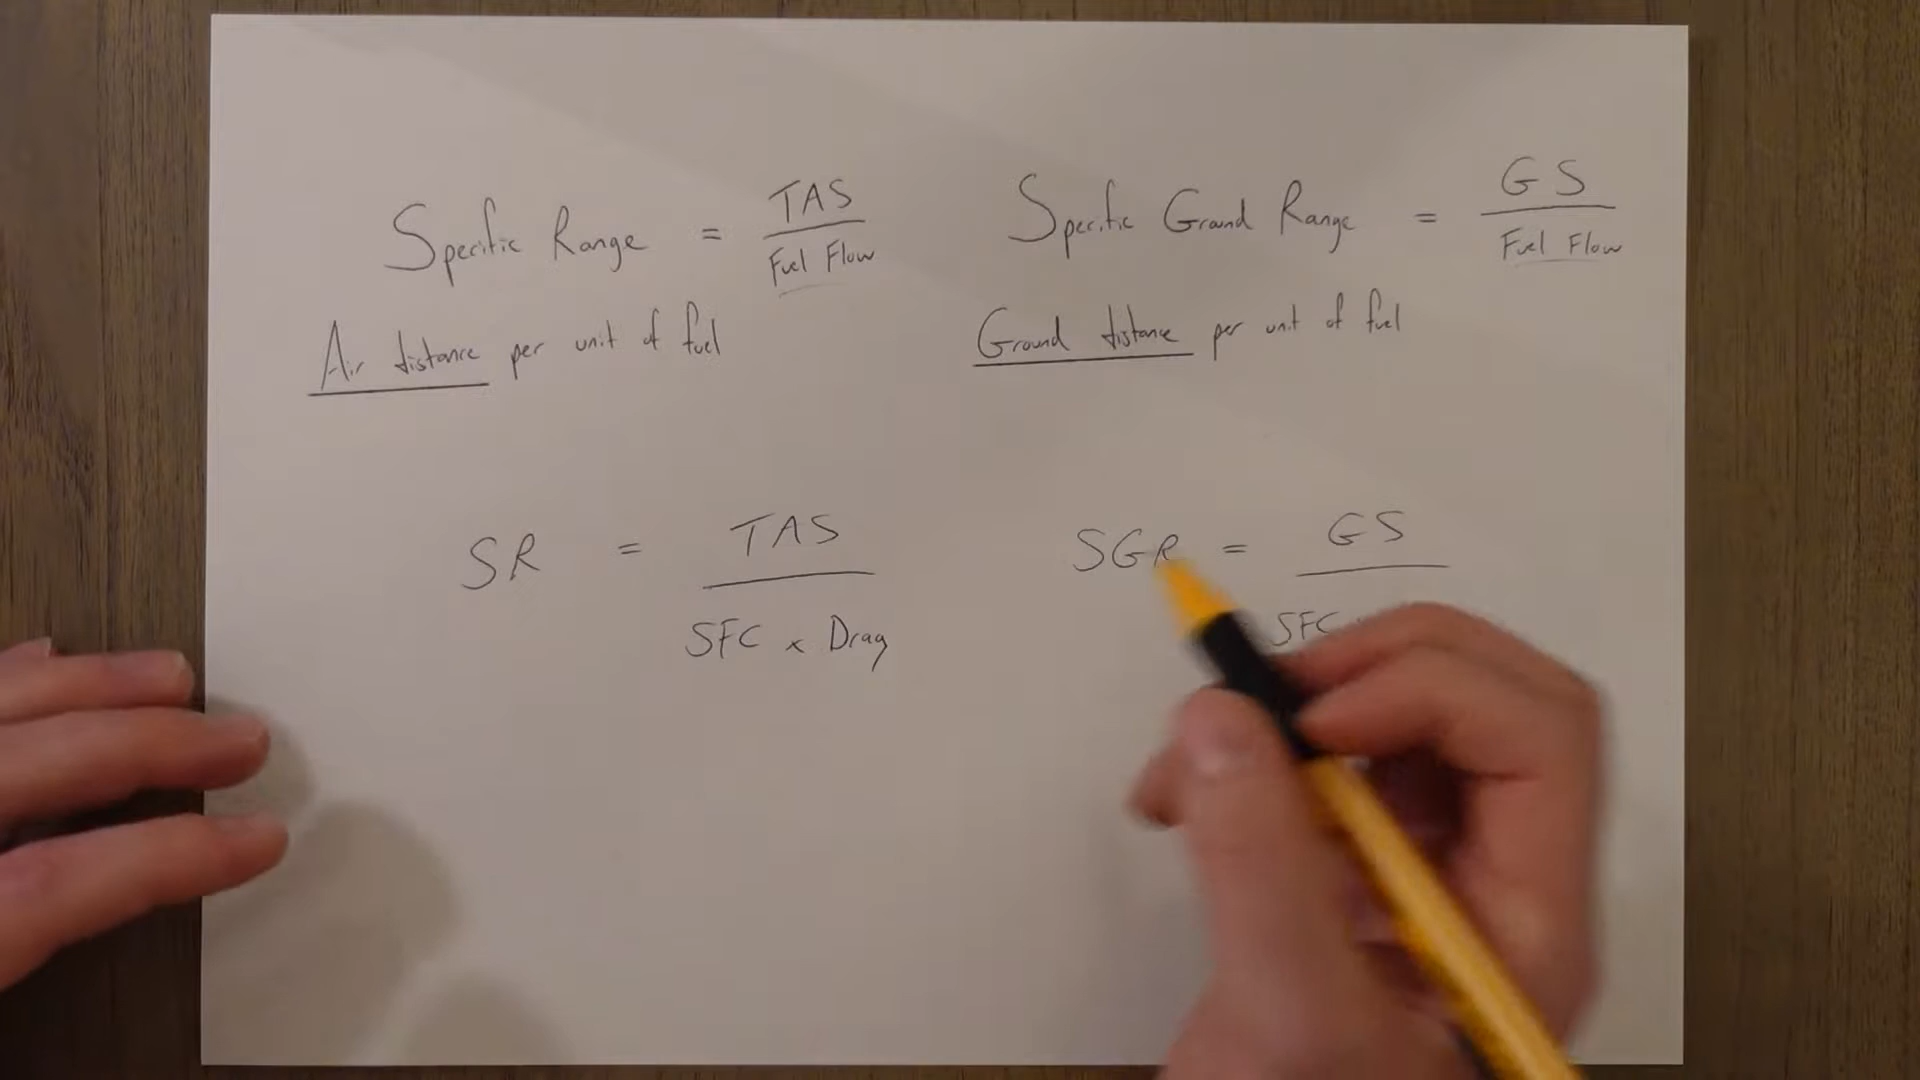 Specific Range = TAS / Fuel Flow
Air distance per unit of fuel
Specific Ground Range = GS / Fuel Flow
Ground distance per unit of fuel
SR = TAS / SFC x Drag
SGR = GS / SFC